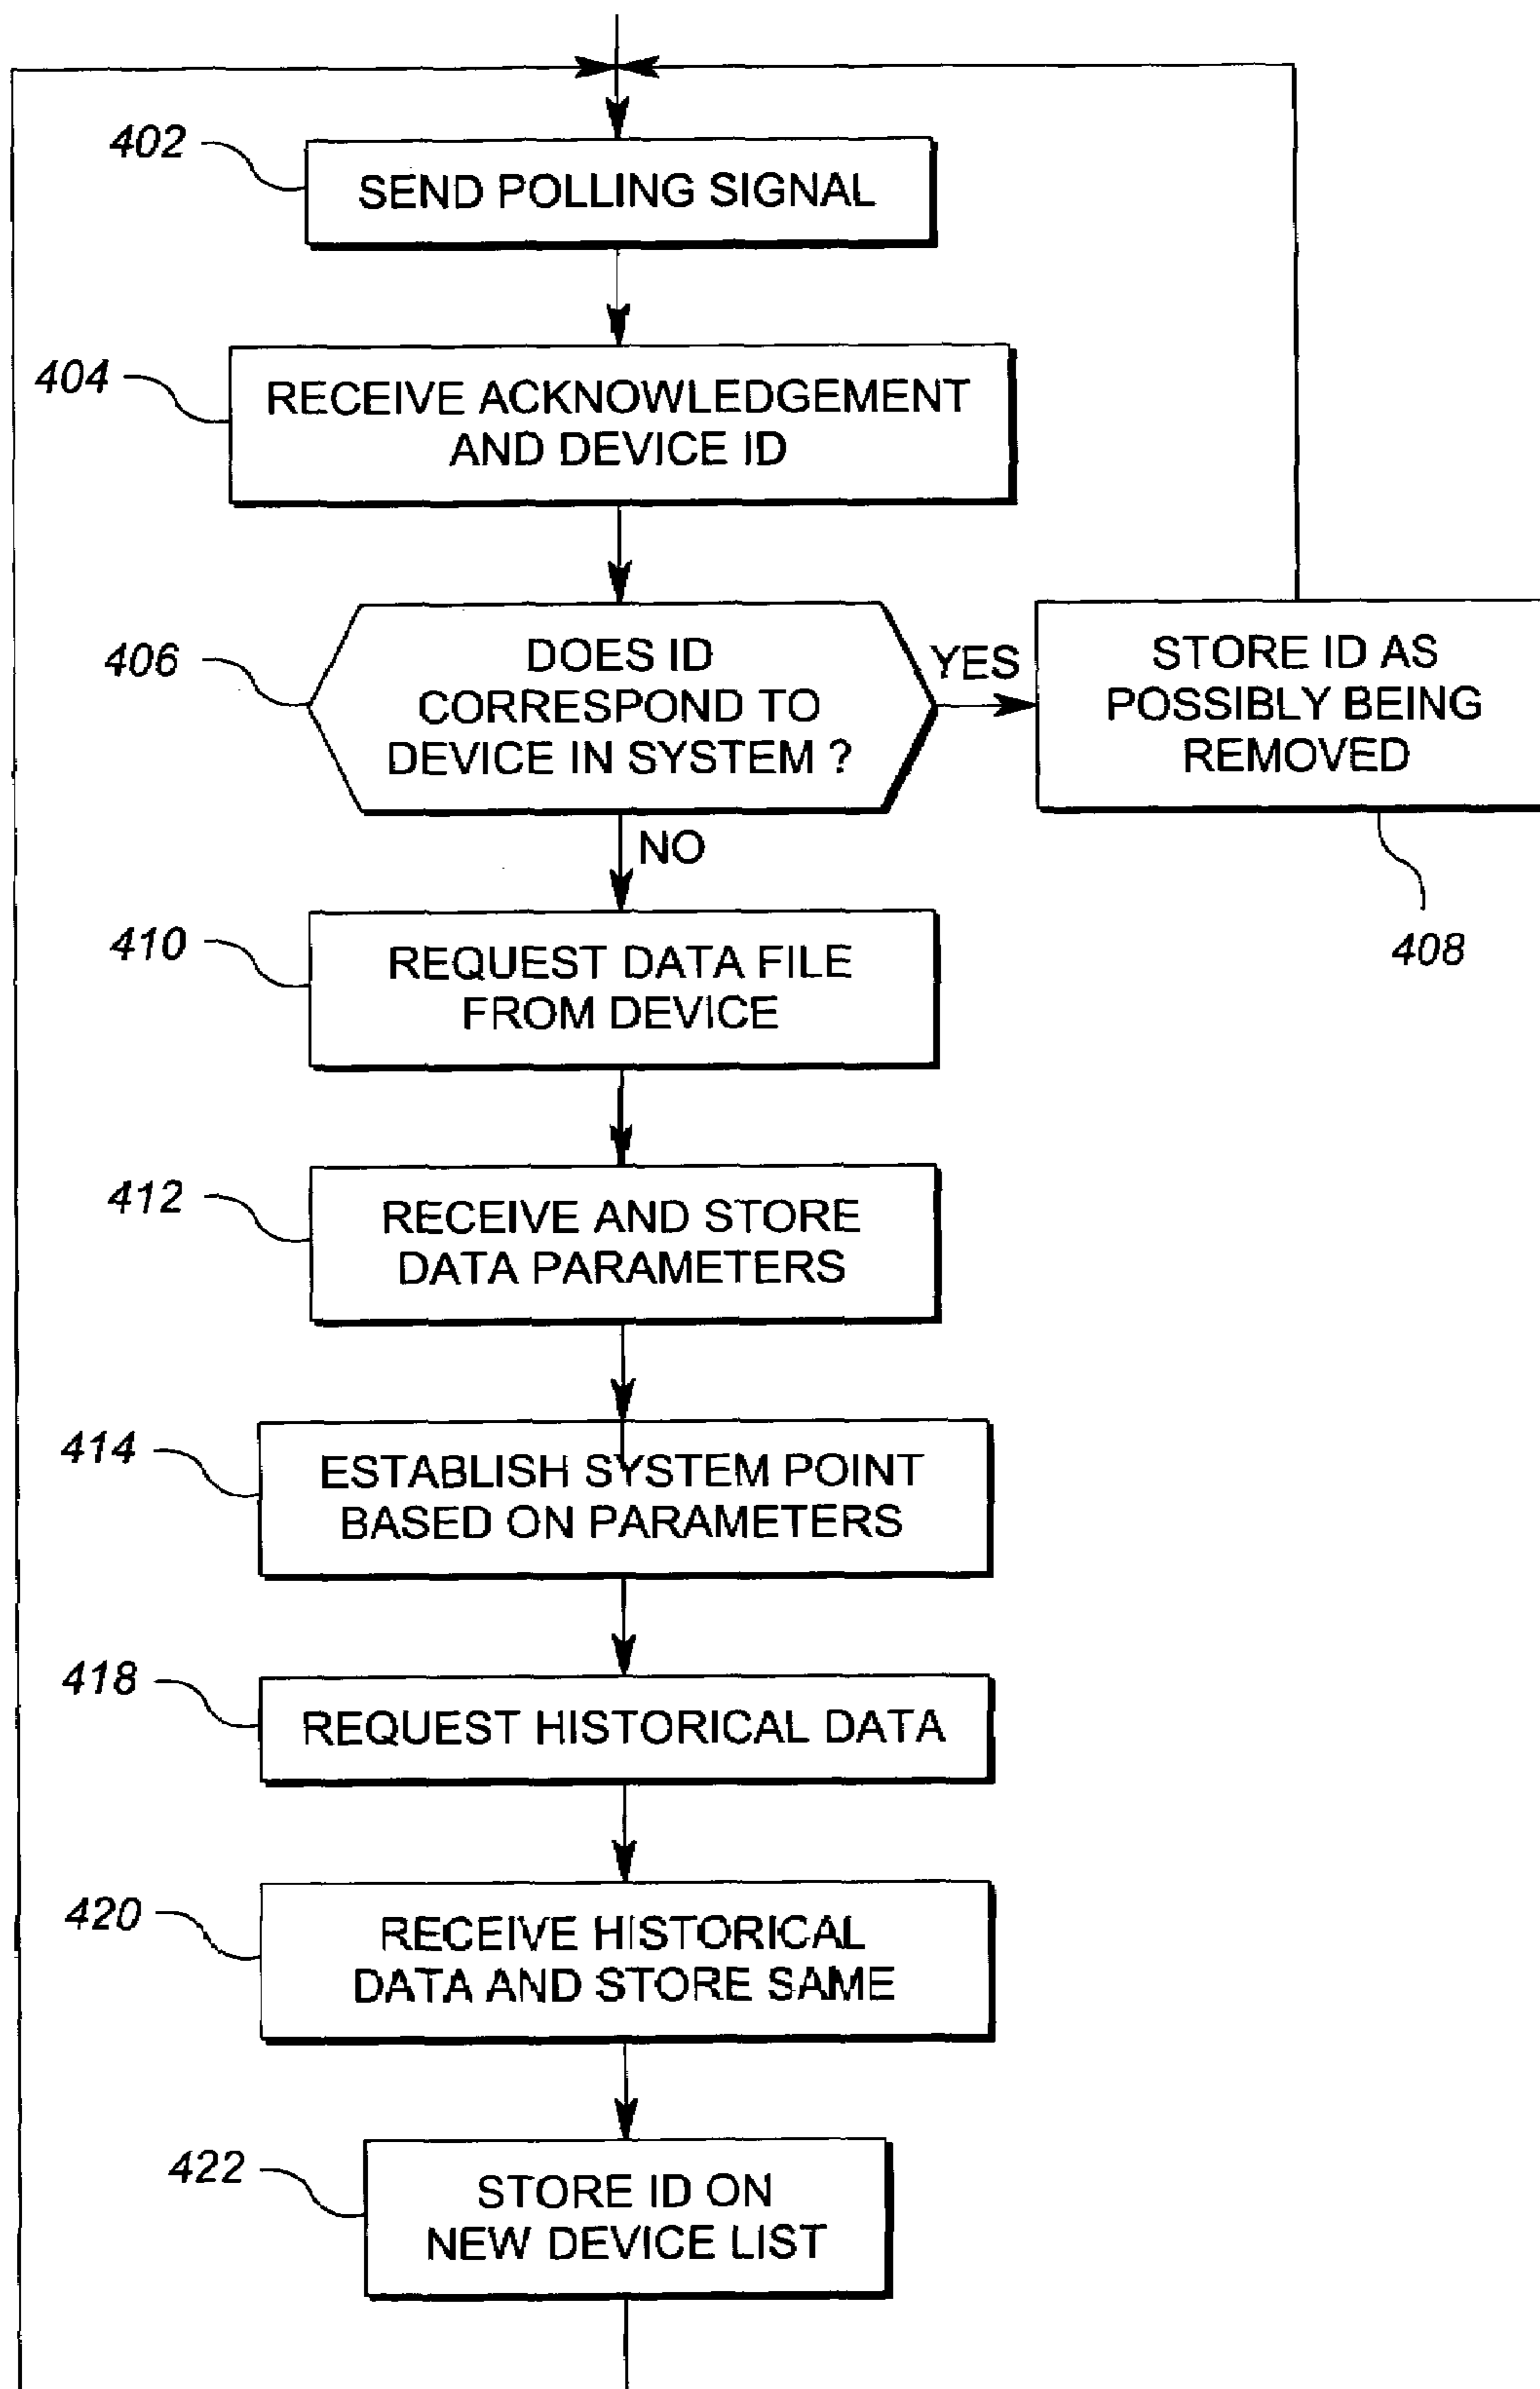 402
SEND POLLING SIGNAL
404
RECEIVE ACKNOWLEDGEMENT
AND DEVICE ID
406
DOES ID
CORRESPOND TO
DEVICE IN SYSTEM ?
YES
STORE ID AS
POSSIBLY BEING
REMOVED
408
NO
410
REQUEST DATA FILE
FROM DEVICE
412
RECEIVE AND STORE
DATA PARAMETERS
414
ESTABLISH SYSTEM POINT
BASED ON PARAMETERS
418
REQUEST HISTORICAL DATA
420
RECEIVE HISTORICAL
DATA AND STORE SAME
422
STORE ID ON
NEW DEVICE LIST